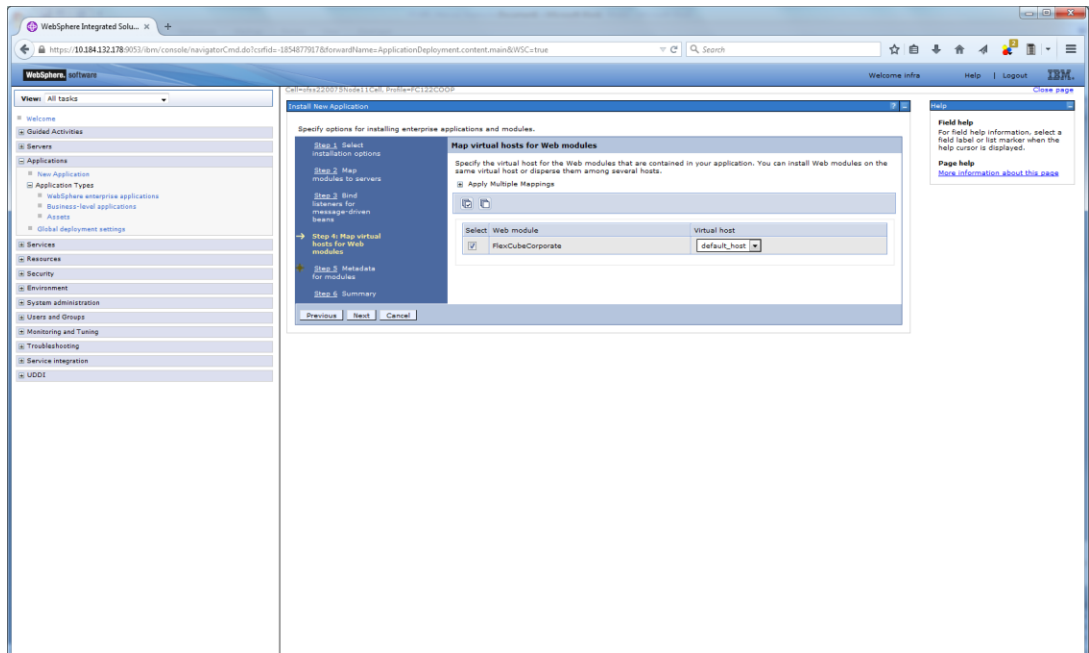 WebSphere Integrated Solu... × +
https://10.184.132.178:9053/ibm/console/navigatorCmd.do?csrfid=-1854877917&forwardName=ApplicationDeployment.content.main&WSC=true
Search
2
WebSphere. software
Welcome infra
Help | Logout
IBM.
View: All tasks
Welcome
Guided Activities
Servers
Applications
New Application
Application Types
WebSphere enterprise applications
Business-level applications
Assets
Global deployment settings
Services
Resources
Security
Environment
System administration
Users and Groups
Monitoring and Tuning
Troubleshooting
Service integration
UDDI
Profile=FC122COOP
Close page
Install New Application
? –
Specify options for installing enterprise applications and modules.
Step 1 Select
installation options
Step 2 Map
modules to servers
Step 3 Bind
listeners for
message-driven
beans
Step 4: Map virtual
hosts for Web
modules
Step 5 Metadata
for modules
Step 6 Summary
Map virtual hosts for Web modules
Specify the virtual host for the Web modules that are contained in your application. You can install Web modules on the
same virtual host or disperse them among several hosts.
Apply Multiple Mappings
Select Web module Virtual host
FlexCubeCorporate default_host
Previous Next Cancel
Help
Field help
For field help information, select a
field label or list marker when the
help cursor is displayed.
Page help
More information about this page